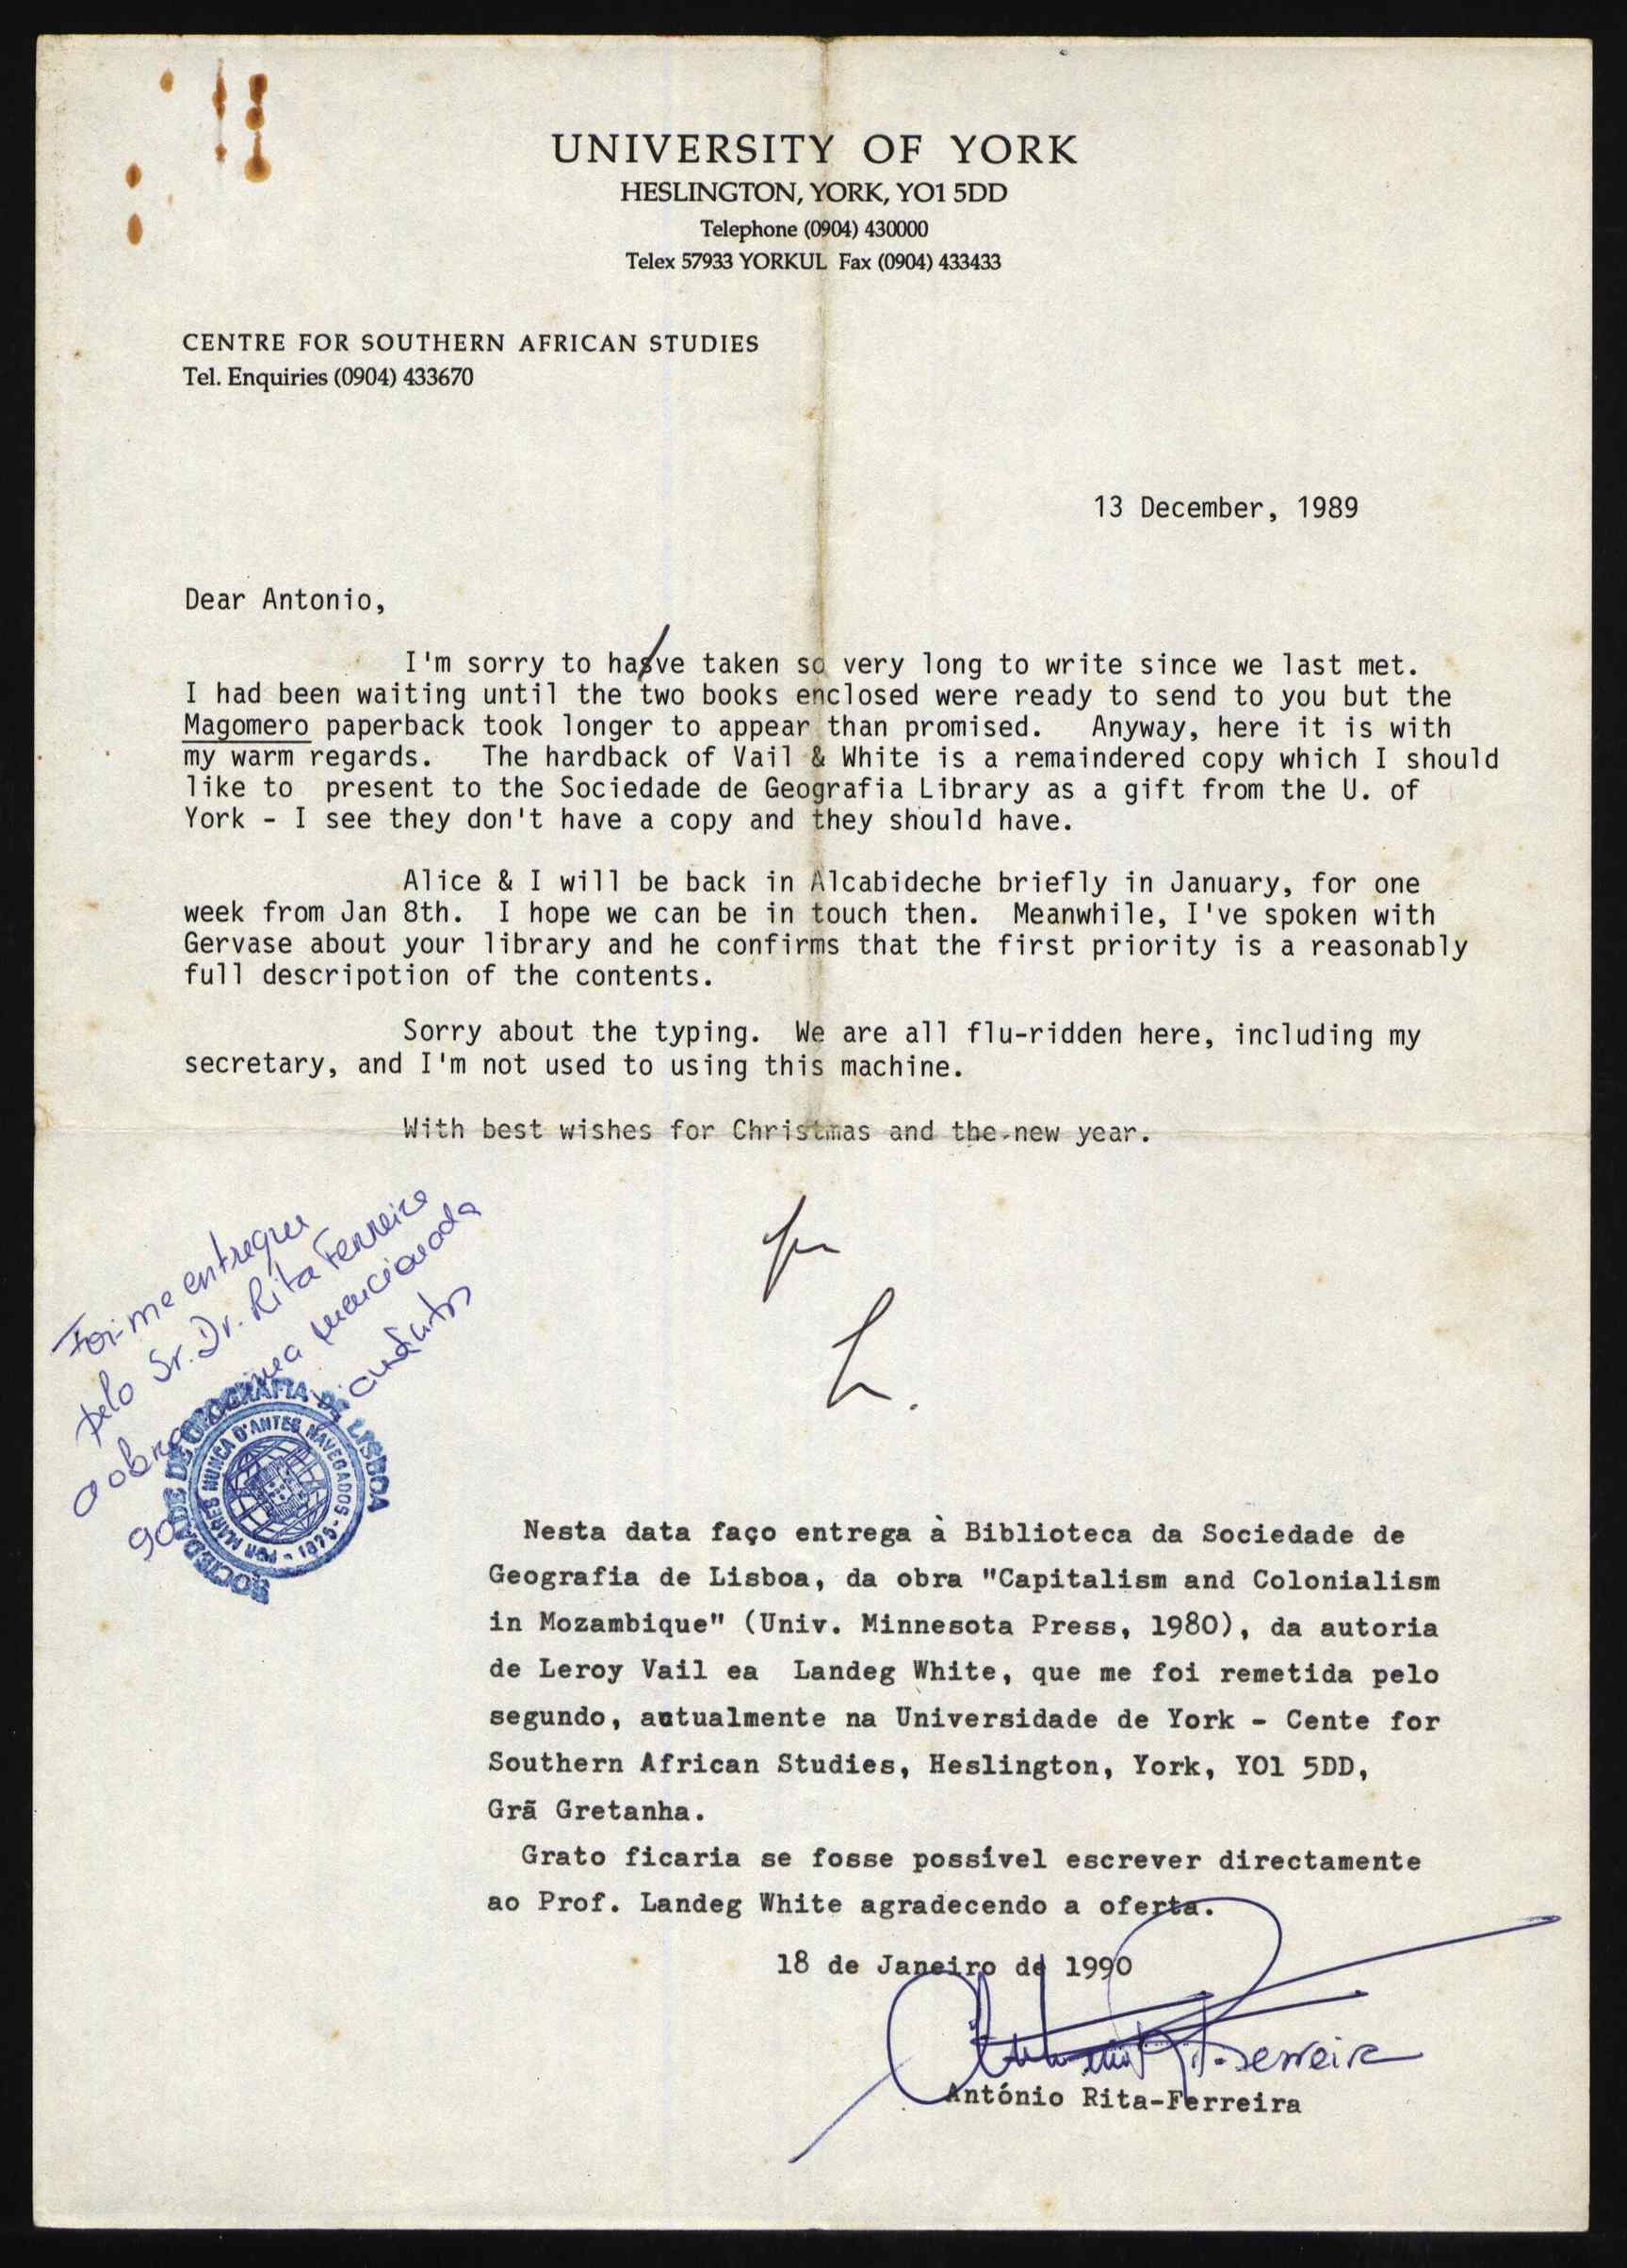 UNIVERSITY OF YORK
HESLINGTON, YORK, YO1 5DD
Telephone (0904) 430000
Telex 57933 YORKUL Fax (0904) 433433
CENTRE FOR SOUTHERN AFRICAN STUDIES
Tel. Enquiries (0904) 433670
13 December, 1989
Dear Antonio,
I'm sorry to hasve taken so very long to write since we last met.
I had been waiting until the two books enclosed were ready to send to you but the
Magomero paperback took longer to appear than promised. Anyway, here it is with
my warm regards. The hardback of Vail & White is a remaindered copy which I should
like to present to the Sociedade de Geografia Library as a gift from the U. of
York - I see they don't have a copy and they should have.
Alice & I will be back in Alcabideche briefly in January, for one
week from Jan 8th. I hope we can be in touch then. Meanwhile, I've spoken with
Gervase about your library and he confirms that the first priority is a reasonably
full descripotion of the contents.
Sorry about the typing. We are all flu-ridden here, including my
secretary, and I'm not used to using this machine.
With best wishes for Christmas and the new year.
Foi-me entregue
pelo Sr. Dr. Rita Ferreira
a obra mencionada
90
SOCIEDADE DE GEOGRAFIA DE LISBOA
POR MARES NUNCA D'ANTES NAVEGADOS - 1875 -
Nesta data faço entrega à Biblioteca da Sociedade de
Geografia de Lisboa, da obra "Capitalism and Colonialism
in Mozambique" (Univ. Minnesota Press, 1980), da autoria
de Leroy Vail ea Landeg White, que me foi remetida pelo
segundo, autualmente na Universidade de York - Cente for
Southern African Studies, Heslington, York, YO1 5DD,
Grã Gretanha.
Grato ficaria se fosse possível escrever directamente
ao Prof. Landeg White agradecendo a oferta.
18 de Janeiro de 1990
António Rita-Ferreira
António Rita-Ferreira